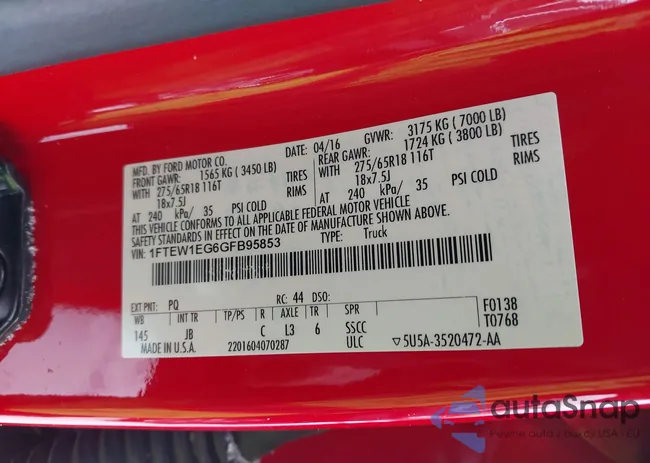 MFD. BY FORD MOTOR CO.
DATE: 04/16 GVWR: 3175 KG ( 7000 LB)
FRONT GAWR: 1565 KG ( 3450 LB) REAR GAWR: 1724 KG ( 3800 LB)
WITH 275/65R18 116T TIRES WITH 275/65R18 116T TIRES
18x7.5J RIMS 18x7.5J RIMS
AT 240 kPa/ 35 PSI COLD AT 240 kPa/ 35 PSI COLD
THIS VEHICLE CONFORMS TO ALL APPLICABLE FEDERAL MOTOR VEHICLE
SAFETY STANDARDS IN EFFECT ON THE DATE OF MANUFACTURE SHOWN ABOVE.
VIN: 1FTEW1EG6GFB95853 TYPE: Truck
EXT PNT: PQ RC: 44 DSO:
WB INT TR TP/PS R AXLE TR SPR F0138
145 JB C L3 6 SSCC T0768
MADE IN U.S.A. 2201604070287 ULC ▽5U5A-3520472-AA
autoSnap